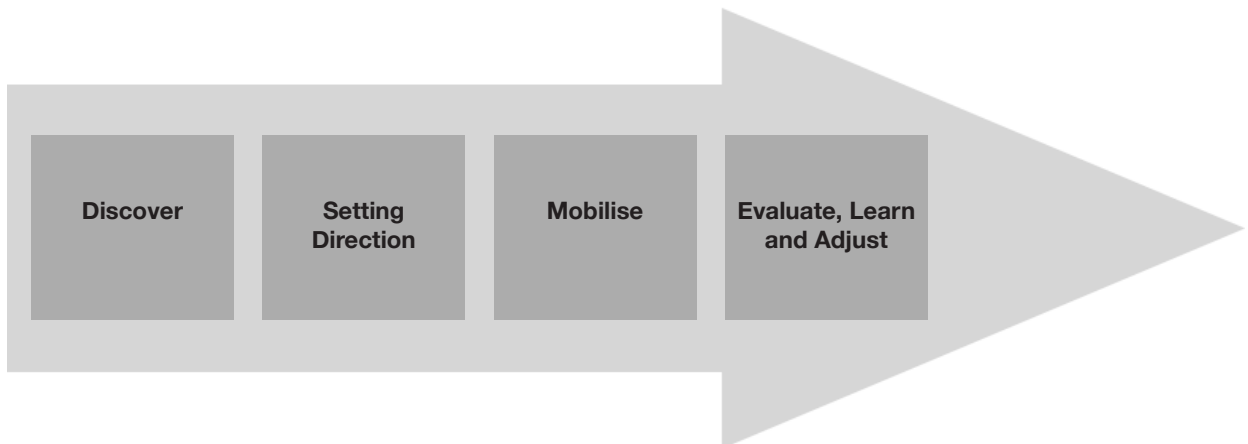 Discover
Setting
Direction
Mobilise
Evaluate, Learn
and Adjust